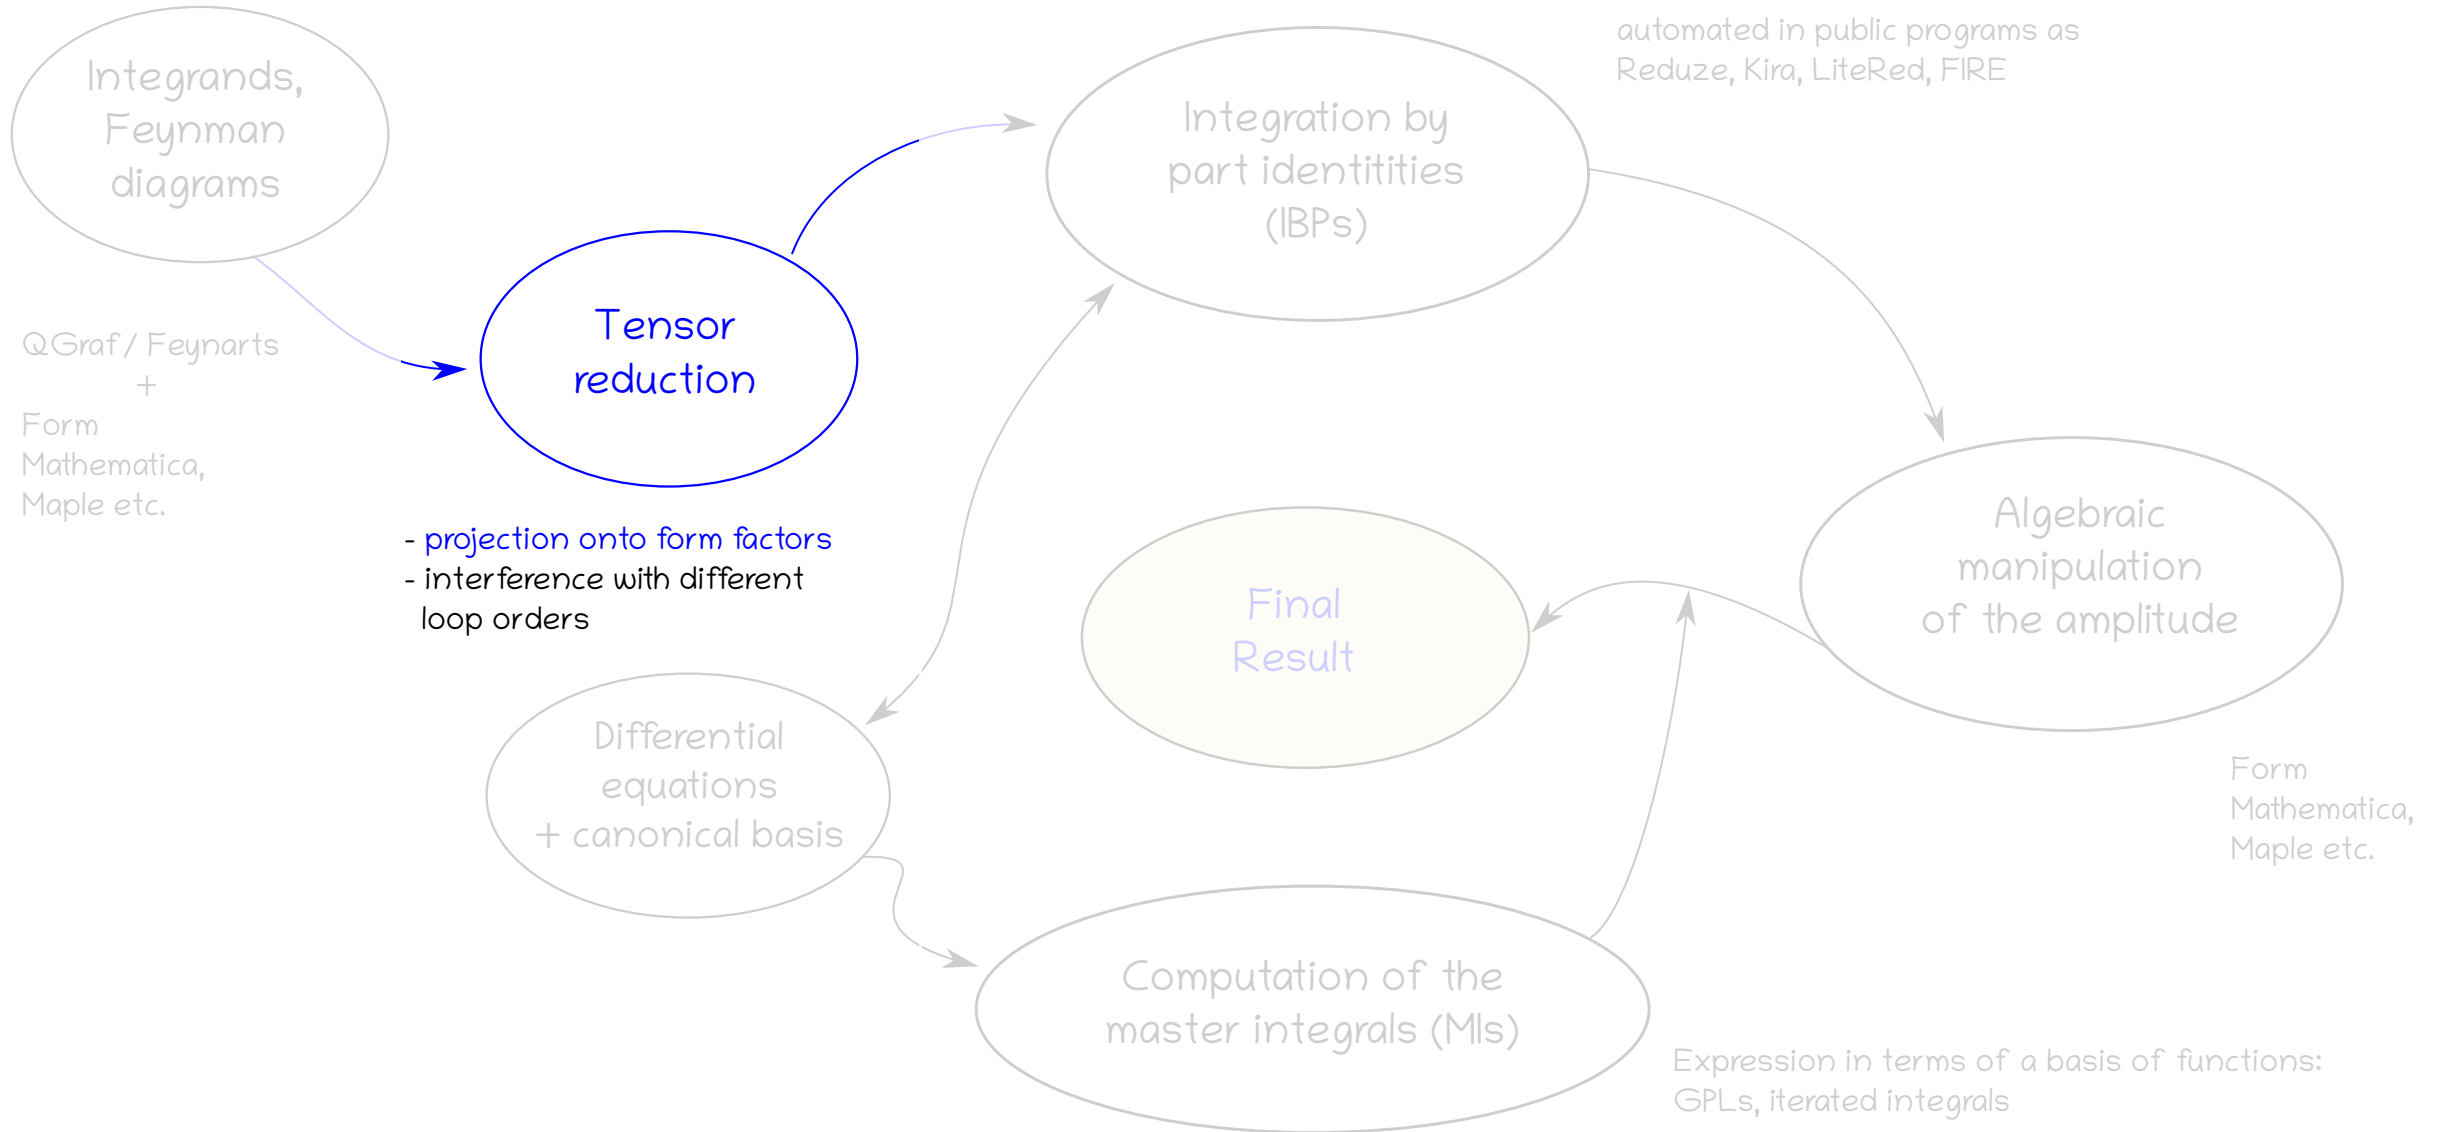 Integrands,
Feynman
diagrams
QGraf/ Feynarts
+
Form
Mathematica,
Maple etc.
Tensor
reduction
- projection onto form factors
- interference with different
loop orders
Integration by
part identitities
(IBPs)
automated in public programs as
Reduze, Kira, LiteRed, FIRE
Algebraic
manipulation
of the amplitude
Form
Mathematica,
Maple etc.
Final
Result
Differential
equations
+ canonical basis
Computation of the
master integrals (MIs)
Expression in terms of a basis of functions:
GPLs, iterated integrals